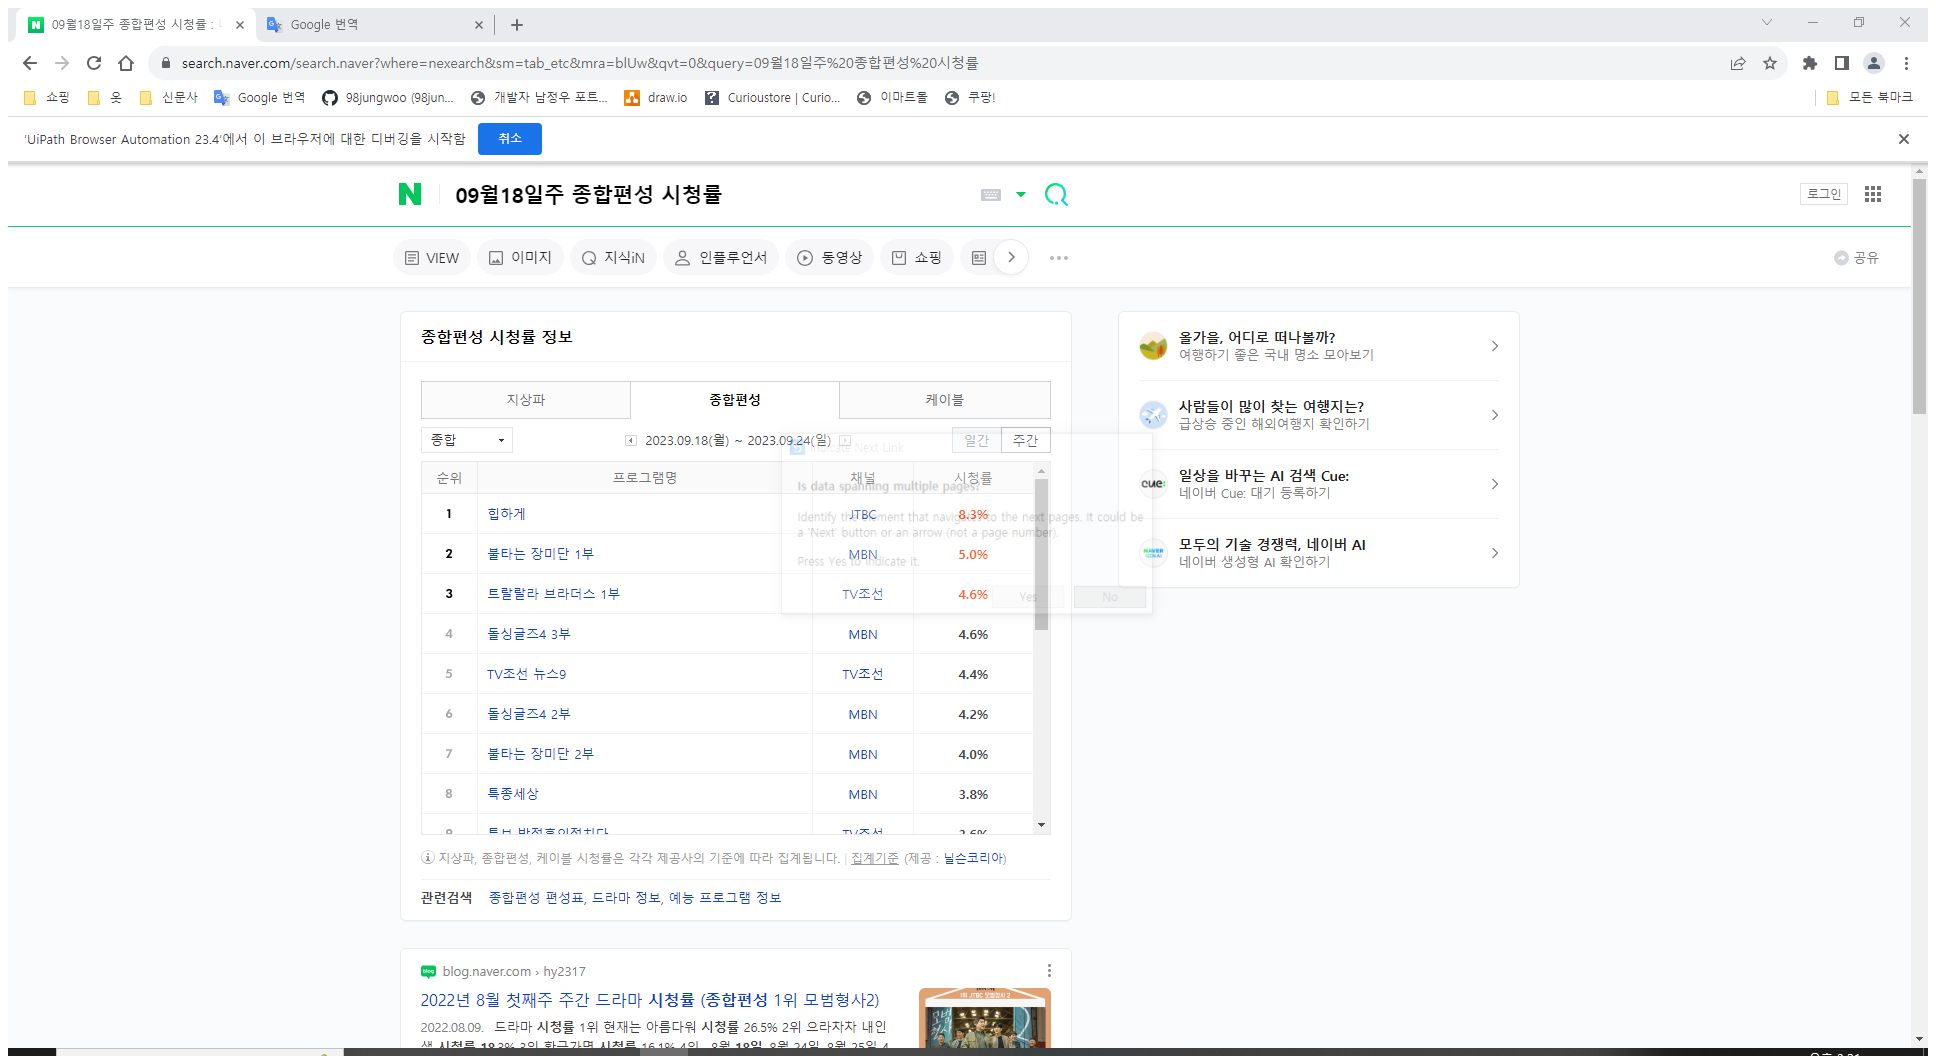 09월18일주 종합편성 시청률 :
Google 번역
search.naver.com/search.naver?where=nexearch&sm=tab_etc&mra=blUw&qvt=0&query=09월18일주%20종합편성%20시청률
쇼핑
옷
신문사
Google 번역
98jungwoo (98jun...
개발자 남정우 포트...
draw.io
Curioustore | Curio...
이마트몰
쿠팡!
모든 북마크
'UiPath Browser Automation 23.4'에서 이 브라우저에 대한 디버깅을 시작함
취소
N
09월18일주 종합편성 시청률
로그인
VIEW
이미지
지식iN
인플루언서
동영상
쇼핑
공유
종합편성 시청률 정보
지상파
종합편성
케이블
종합
2023.09.18(월) ~ 2023.09.24(일)
일간
주간
순위 프로그램명 채널 시청률
1 힙하게 JTBC 8.3%
2 불타는 장미단 1부 MBN 5.0%
3 트랄랄라 브라더스 1부 TV조선 4.6%
4 돌싱글즈4 3부 MBN 4.6%
5 TV조선 뉴스9 TV조선 4.4%
6 돌싱글즈4 2부 MBN 4.2%
7 불타는 장미단 2부 MBN 4.0%
8 특종세상 MBN 3.8%
Indicate Next Link
Is data spanning multiple pages?
Identify the element that navigates to the next pages. It could be
a 'Next' button or an arrow (not a page number).
Press Yes to indicate it.
Yes
No
지상파, 종합편성, 케이블 시청률은 각각 제공사의 기준에 따라 집계됩니다. | 집계기준 (제공 : 닐슨코리아)
관련검색 종합편성 편성표, 드라마 정보, 예능 프로그램 정보
올가을, 어디로 떠나볼까?
여행하기 좋은 국내 명소 모아보기
사람들이 많이 찾는 여행지는?
급상승 중인 해외여행지 확인하기
cue:
일상을 바꾸는 AI 검색 Cue:
네이버 Cue: 대기 등록하기
모두의 기술 경쟁력, 네이버 AI
네이버 생성형 AI 확인하기
blog.naver.com › hy2317
2022년 8월 첫째주 주간 드라마 시청률 (종합편성 1위 모범형사2)
2022.08.09. 드라마 시청률 1위 현재는 아름다워 시청률 26.5% 2위 으라차차 내인